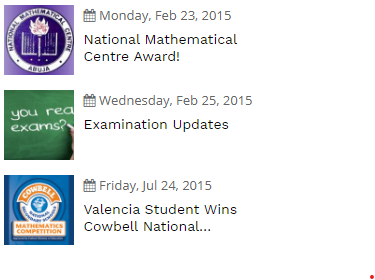 NATIONAL MATHEMATICAL CENTRE
ABUJA
Monday, Feb 23, 2015
National Mathematical
Centre Award!
you rea
exams?
Wednesday, Feb 25, 2015
Examination Updates
COWBELL
MATHEMATICS
COMPETITION
Friday, Jul 24, 2015
Valencia Student Wins
Cowbell National...